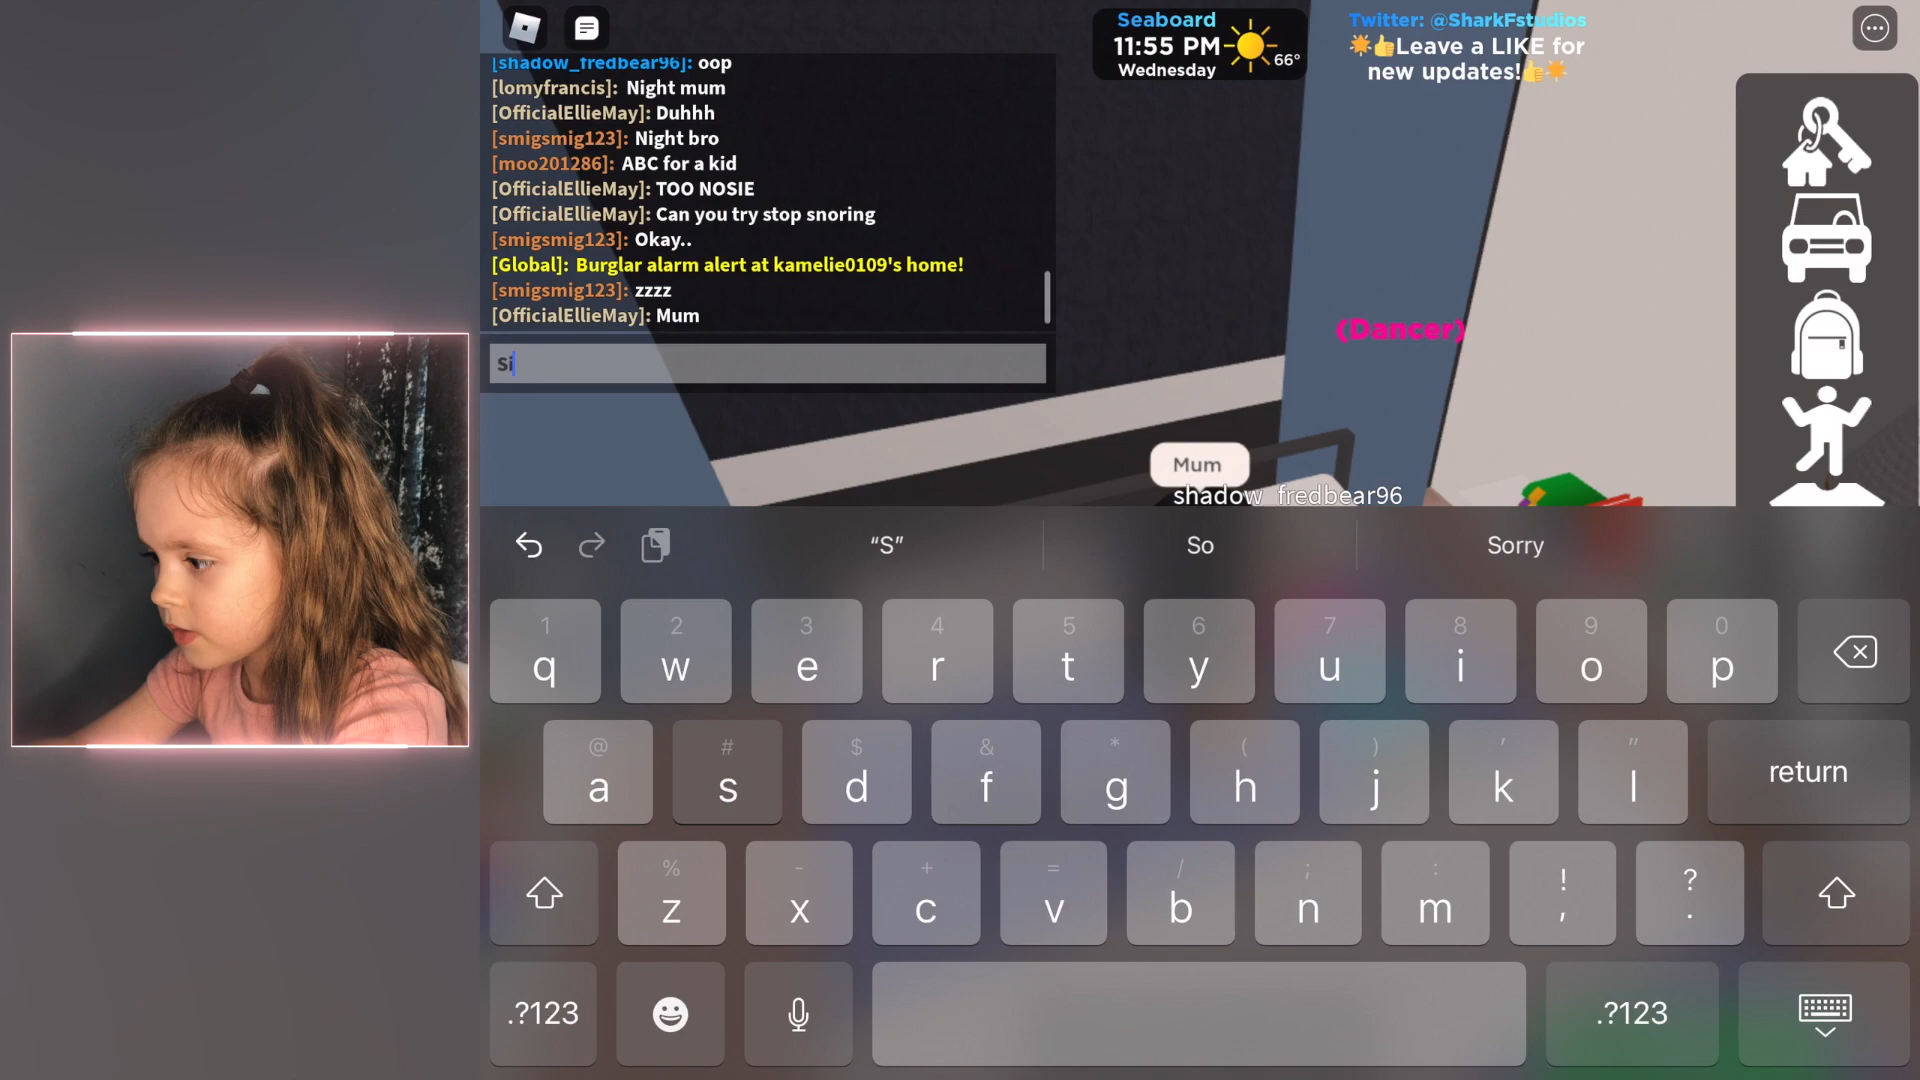 [shadow_fredbear96]: oop
[lomyfrancis]: Night mum
[OfficialEllieMay]: Duhhh
[smigsmig123]: Night bro
[moo201286]: ABC for a kid
[OfficialEllieMay]: TOO NOSIE
[OfficialEllieMay]: Can you try stop snoring
[smigsmig123]: Okay..
[Global]: Burglar alarm alert at kamelie0109's home!
[smigsmig123]: zzzz
[OfficialEllieMay]: Mum
Si
Seaboard
11:55 PM
66°
Wednesday
Twitter: @SharkFstudios
🌟👍Leave a LIKE for
new updates!👍🌟
(Dancer)
Mum
shadow_fredbear96
“S” So Sorry
1 2 3 4 5 6 7 8 9 0
q w e r t y u i o p
@ # $ & * ( ) ' "
a s d f g h j k l return
% - + = / ; : ! ?
z x c v b n m , .
.?123 .?123